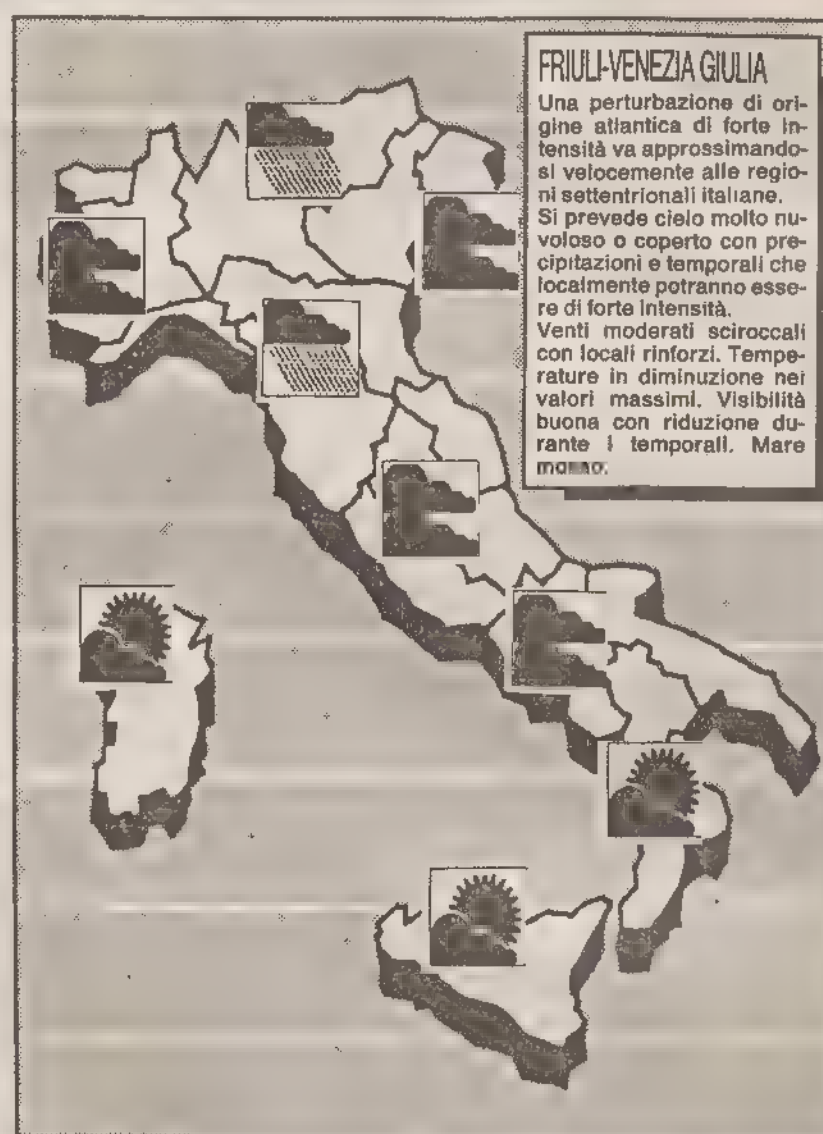 FRIULI-VENEZIA GIULIA
Una perturbazione di ori-
gine atlantica di forte in-
tensità va approssimando-
si velocemente alle regio-
ni settentrionali italiane.
Si prevede cielo molto nu-
voloso o coperto con pre-
cipitazioni e temporali che
localmente potranno esse-
re di forte intensità.
Venti moderati sciroccali
con locali rinforzi. Tempe-
rature in diminuzione nei
valori massimi. Visibilità
buona con riduzione du-
rante i temporali. Mare
mosso.